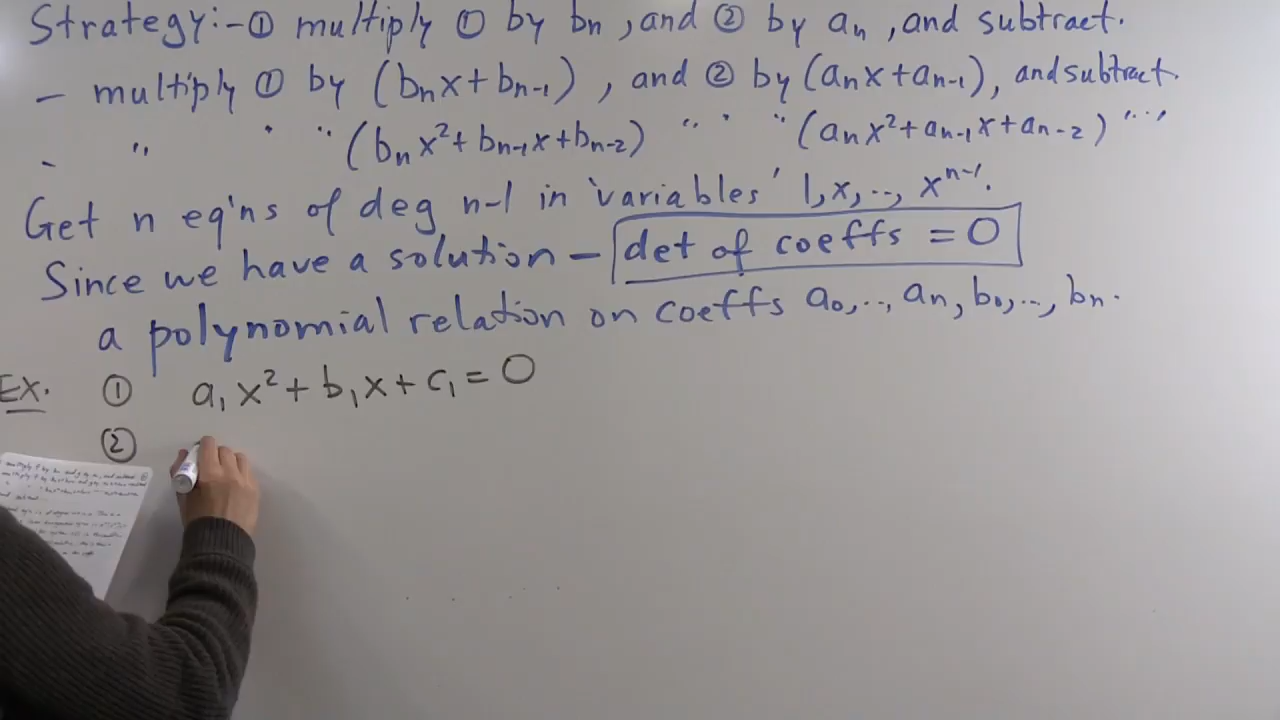 Strategy:- ① multiply ① by bₙ, and ② by aₙ, and subtract.
- multiply ① by (bₙx+bₙ₋₁), and ② by (aₙx+aₙ₋₁), and subtract.
- " " " (bₙx²+bₙ₋₁x+bₙ₋₂) " " " (aₙx²+aₙ₋₁x+aₙ₋₂) " "
Get n eq'ns of deg n-1 in 'variables' 1, x, .., xⁿ⁻¹.
Since we have a solution - det of coeffs = 0
a polynomial relation on coeffs a₀, .., aₙ, b₀, .., bₙ.
EX. ① a₁x² + b₁x + c₁ = 0
②